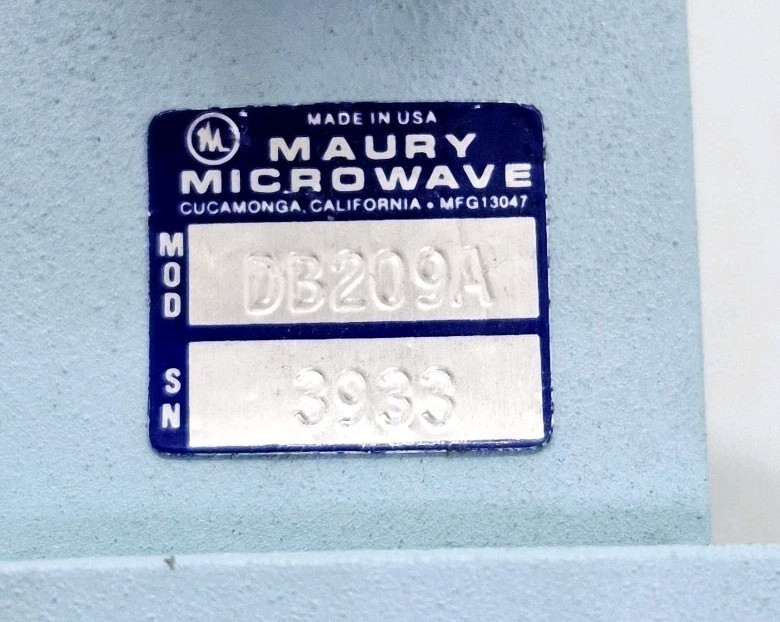 MADE IN USA
M
MAURY
MICROWAVE
CUCAMONGA, CALIFORNIA • MFG13047
MOD DB209A
SN 3933